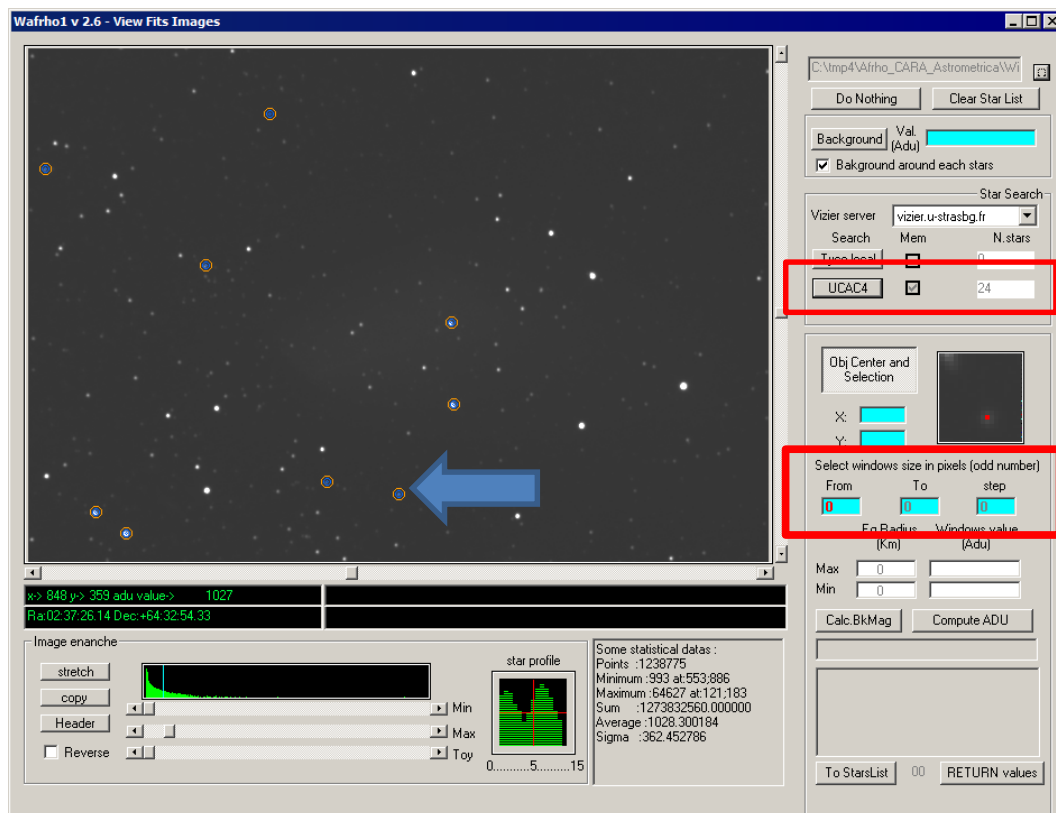 Wafrho1 v 2.6 - View Fits Images
C:\tmp4\Afrho_CARA_Astrometrica\Wi
Do Nothing
Clear Star List
Background
Val.
(Adu)
Bakground around each stars
Star Search
Vizier server
vizier.u-strasbg.fr
Search
Mem
N.stars
Tyco local
0
UCAC4
24
Obj Center and
Selection
X:
Y:
Select windows size in pixels (odd number)
From
To
step
0
0
0
Eq.Radius
Windows value
(Km)
(Adu)
Max
0
Min
0
Calc.BkMag
Compute ADU
To StarsList
00
RETURN values
x-> 848 y-> 359 adu value-> 1027
Ra:02:37:26.14 Dec:+64:32:54.33
Image enanche
stretch
copy
Header
Reverse
Min
Max
Toy
star profile
0..........5..........15
Some statistical datas :
Points :1238775
Minimum :993 at:553;886
Maximum :64627 at:121;183
Sum :1273832560.000000
Average :1028.300184
Sigma :362.452786